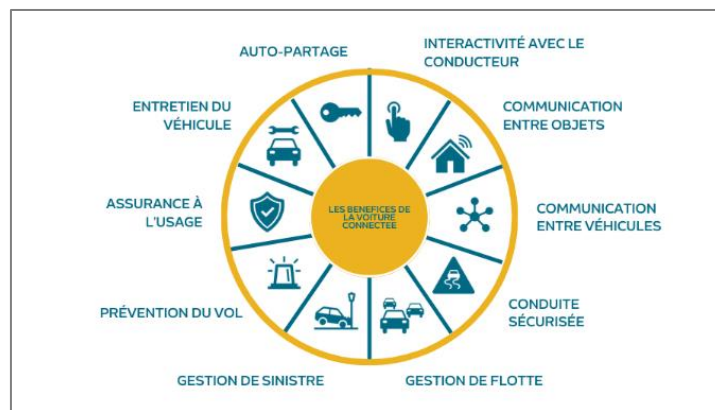 AUTO-PARTAGE
INTERACTIVITÉ AVEC LE
CONDUCTEUR
ENTRETIEN DU
VÉHICULE
COMMUNICATION
ENTRE OBJETS
ASSURANCE À
L'USAGE
LES BENEFICES DE
LA VOITURE
CONNECTEE
COMMUNICATION
ENTRE VÉHICULES
PRÉVENTION DU VOL
CONDUITE
SÉCURISÉE
GESTION DE SINISTRE
GESTION DE FLOTTE